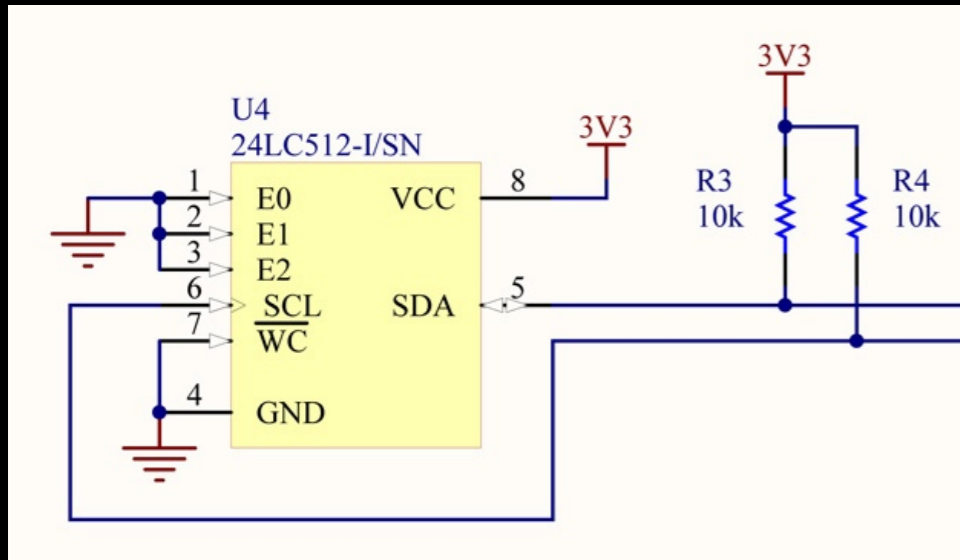 U4
24LC512-I/SN
1 E0
2 E1
3 E2
6 SCL
7 WC
4 GND
VCC 8
SDA 5
3V3
3V3
R3
10k
R4
10k